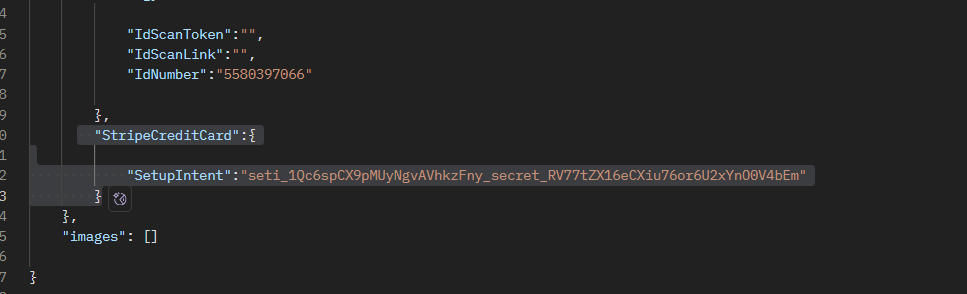 4
5 "IdScanToken":"",
6 "IdScanLink":"",
7 "IdNumber":"5580397066"
8
9 },
0 "StripeCreditCard":{
1
2 "SetupIntent":"seti_1Qc6spCX9pMUyNgvAVhkzFny_secret_RV77tZX16eCXiu76or6U2xYnO0V4bEm"
3 }
4 },
5 "images": []
6
7 }